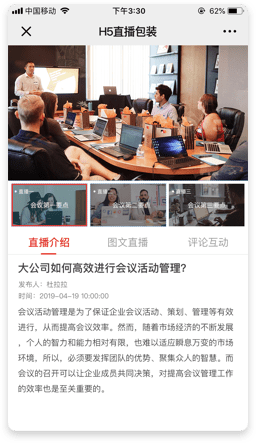 中国移动 下午3:30 62%
H5直播包装
直播一 直播二 直播三
会议第一要点 会议第二要点 会议第三要点
直播介绍 图文直播 评论互动
大公司如何高效进行会议活动管理?
发布人：杜拉拉
时间：2019-04-19 10:00:00
会议活动管理是为了保证企业会议活动、策划、管理等有效
进行，从而提高会议效率。然而，随着市场经济的不断发展
，个人的智力和能力相对有限，也难以适应瞬息万变的市场
环境，所以，必须要发挥团队的优势、聚集众人的智慧。而
会议的召开可以让企业成员共同决策，对提高会议管理工作
的效率也是至关重要的。